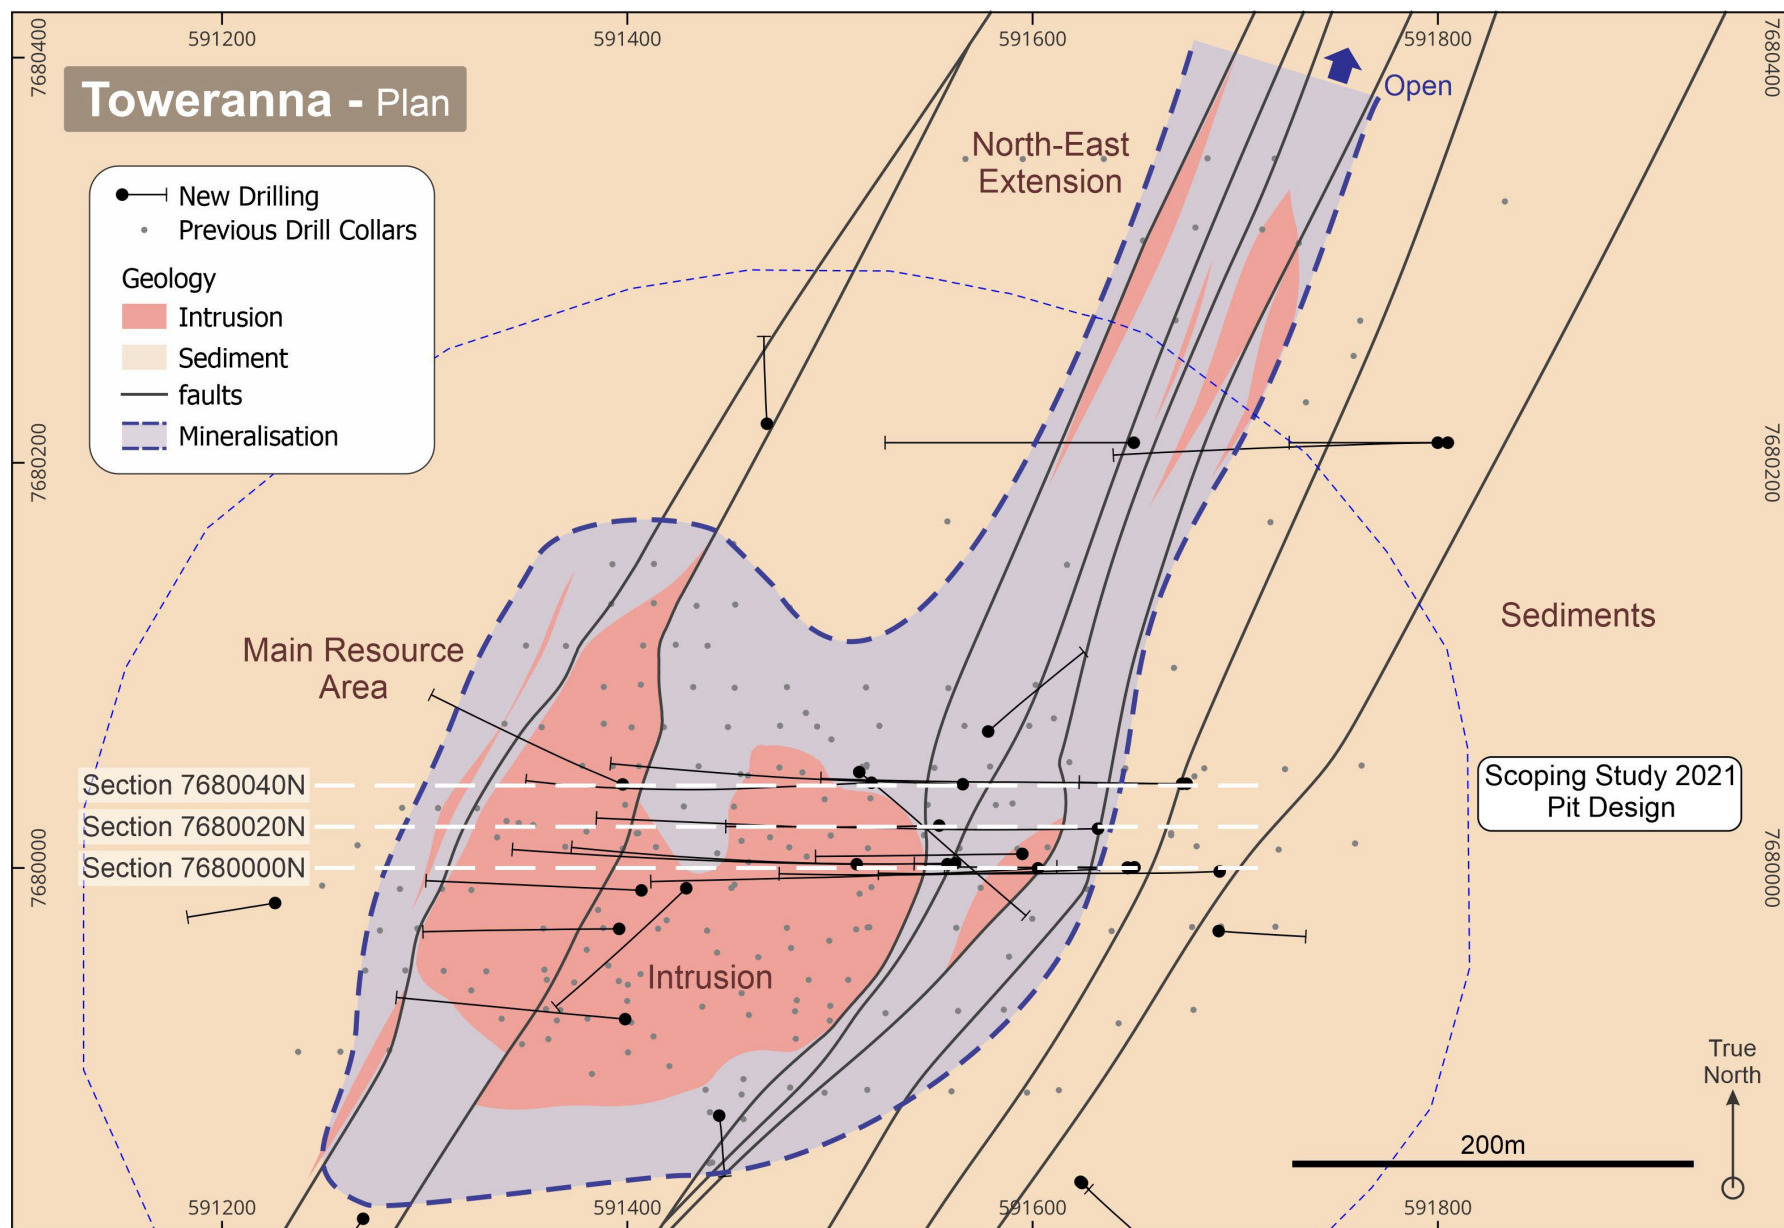 591200
591400
591600
591800
7680400
7680400
Toweranna - Plan
Open
North-East
Extension
New Drilling
Previous Drill Collars
Geology
Intrusion
Sediment
faults
Mineralisation
7680200
7680200
Sediments
Main Resource
Area
Section 7680040N
Section 7680020N
Section 7680000N
Scoping Study 2021
Pit Design
7680000
7680000
Intrusion
True
North
200m
591200
591400
591600
591800